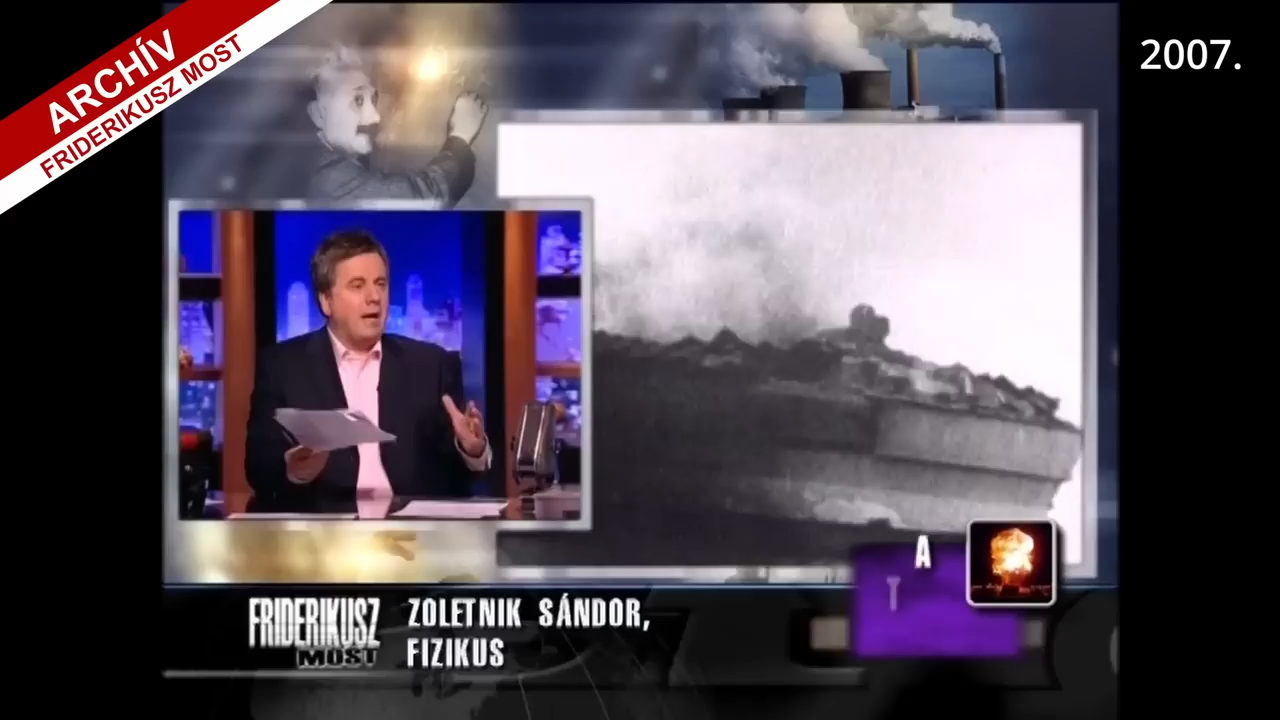 ARCHÍV
FRIDERIKUSZ MOST
2007.
A
T
FRIDERIKUSZ
MOST
ZOLETNIK SÁNDOR,
FIZIKUS